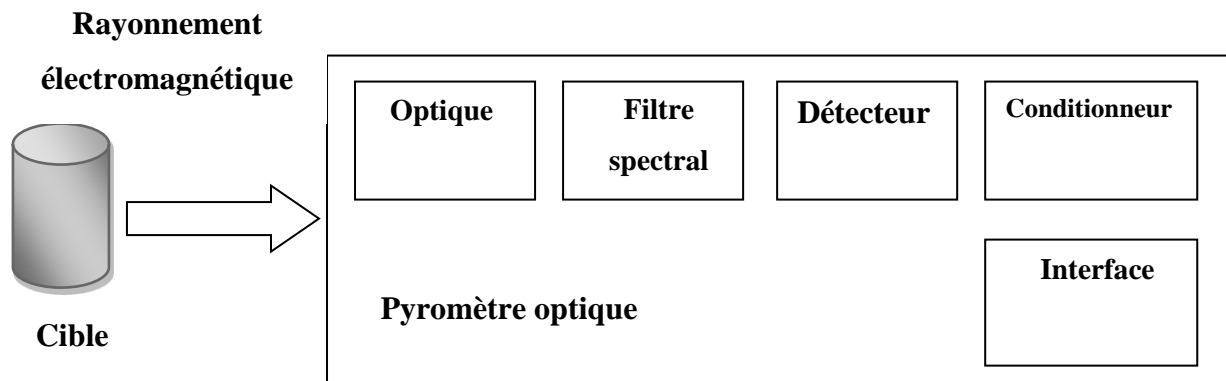 Rayonnement
électromagnétique
Optique
Filtre
spectral
Détecteur
Conditionneur
Interface
Pyromètre optique
Cible